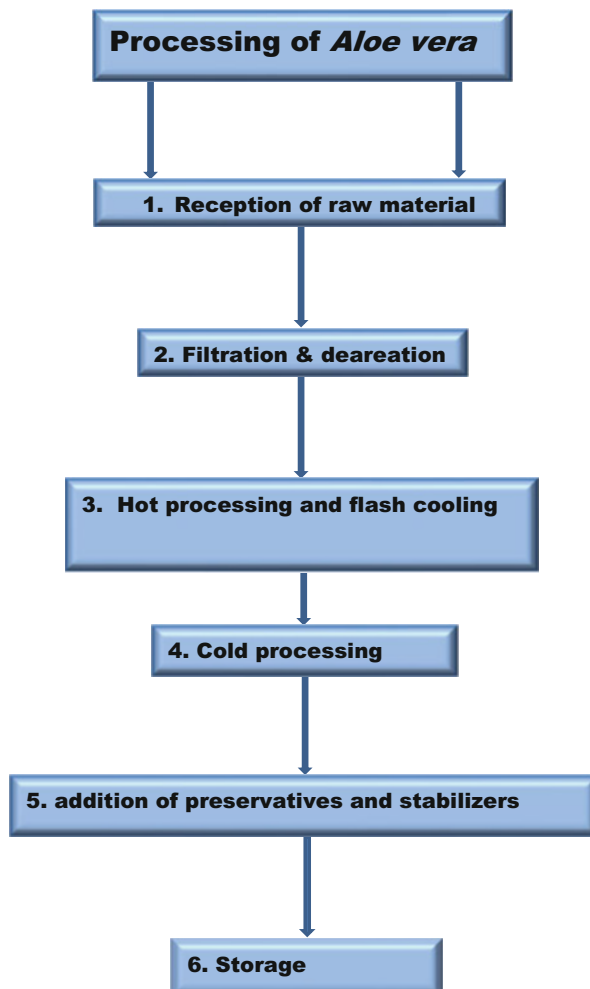 Processing of Aloe vera
1. Reception of raw material
2. Filtration & deareation
3. Hot processing and flash cooling
4. Cold processing
5. addition of preservatives and stabilizers
6. Storage